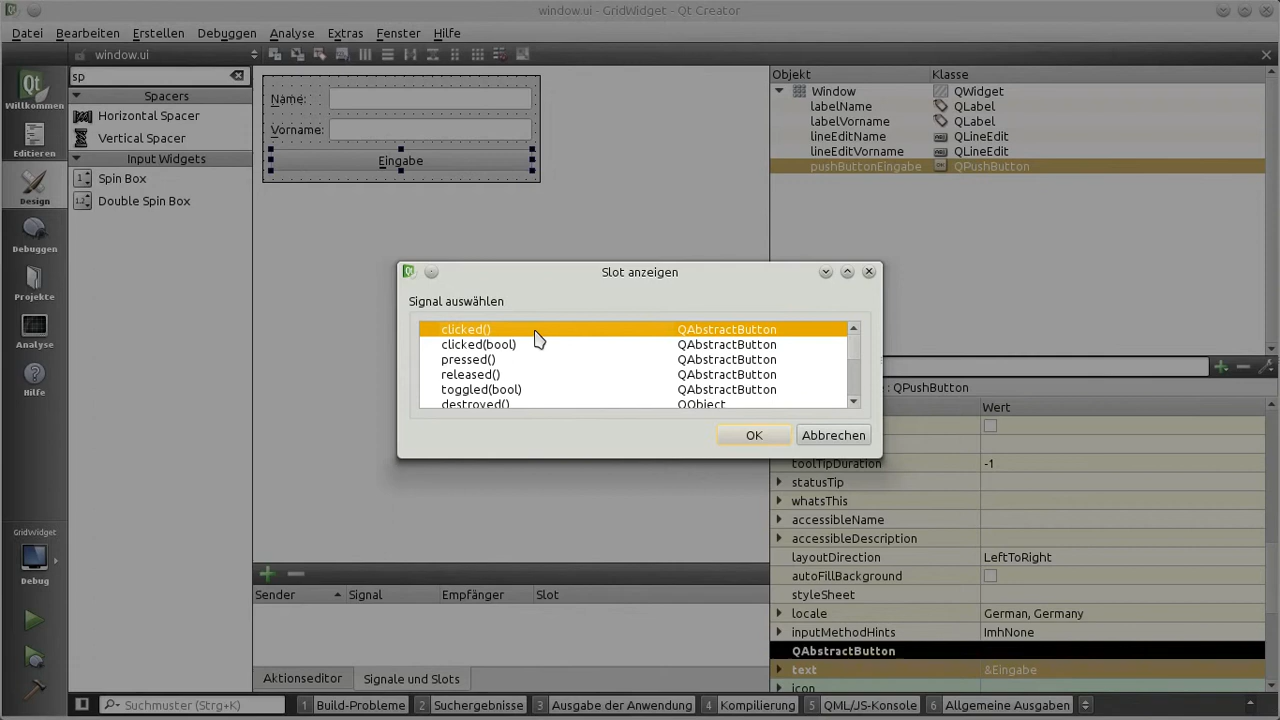 window.ui - GridWidget - Qt Creator
Datei Bearbeiten Erstellen Debuggen Analyse Extras Fenster Hilfe
window.ui
Willkommen
Editieren
Design
Debuggen
Projekte
Analyse
Hilfe
GridWidget
Debug
sp
Spacers
Horizontal Spacer
Vertical Spacer
Input Widgets
Spin Box
Double Spin Box
Name:
Vorname:
Eingabe
Objekt Klasse
Window QWidget
labelName QLabel
labelVorname QLabel
lineEditName QLineEdit
lineEditVorname QLineEdit
pushButtonEingabe QPushButton
Slot anzeigen
Signal auswählen
clicked() QAbstractButton
clicked(bool) QAbstractButton
pressed() QAbstractButton
released() QAbstractButton
toggled(bool) QAbstractButton
destroyed() QObject
OK Abbrechen
: QPushButton
Wert
toolTipDuration -1
statusTip
whatsThis
accessibleName
accessibleDescription
layoutDirection LeftToRight
autoFillBackground
styleSheet
locale German, Germany
inputMethodHints ImhNone
QAbstractButton
text &Eingabe
icon
Sender Signal Empfänger Slot
Aktionseditor Signale und Slots
Suchmuster (Strg+K) 1 Build-Probleme 2 Suchergebnisse 3 Ausgabe der Anwendung 4 Kompilierung 5 QML/JS-Konsole 6 Allgemeine Ausgaben